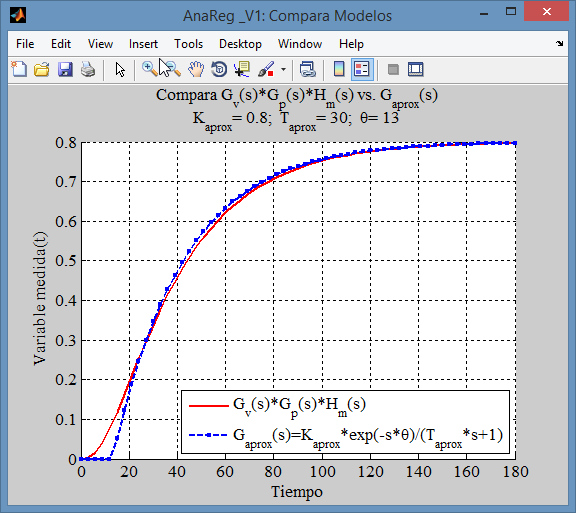 AnaReg _V1: Compara Modelos
File Edit View Insert Tools Desktop Window Help
Compara Gv(s)*Gp(s)*Hm(s) vs. Gaprox(s)
Kaprox= 0.8; Taprox= 30; θ= 13
Variable medida(t)
0.8
0.7
0.6
0.5
0.4
0.3
0.2
0.1
0
Gv(s)*Gp(s)*Hm(s)
Gaprox(s)=Kaprox*exp(-s*θ)/(Taprox*s+1)
0 20 40 60 80 100 120 140 160 180
Tiempo